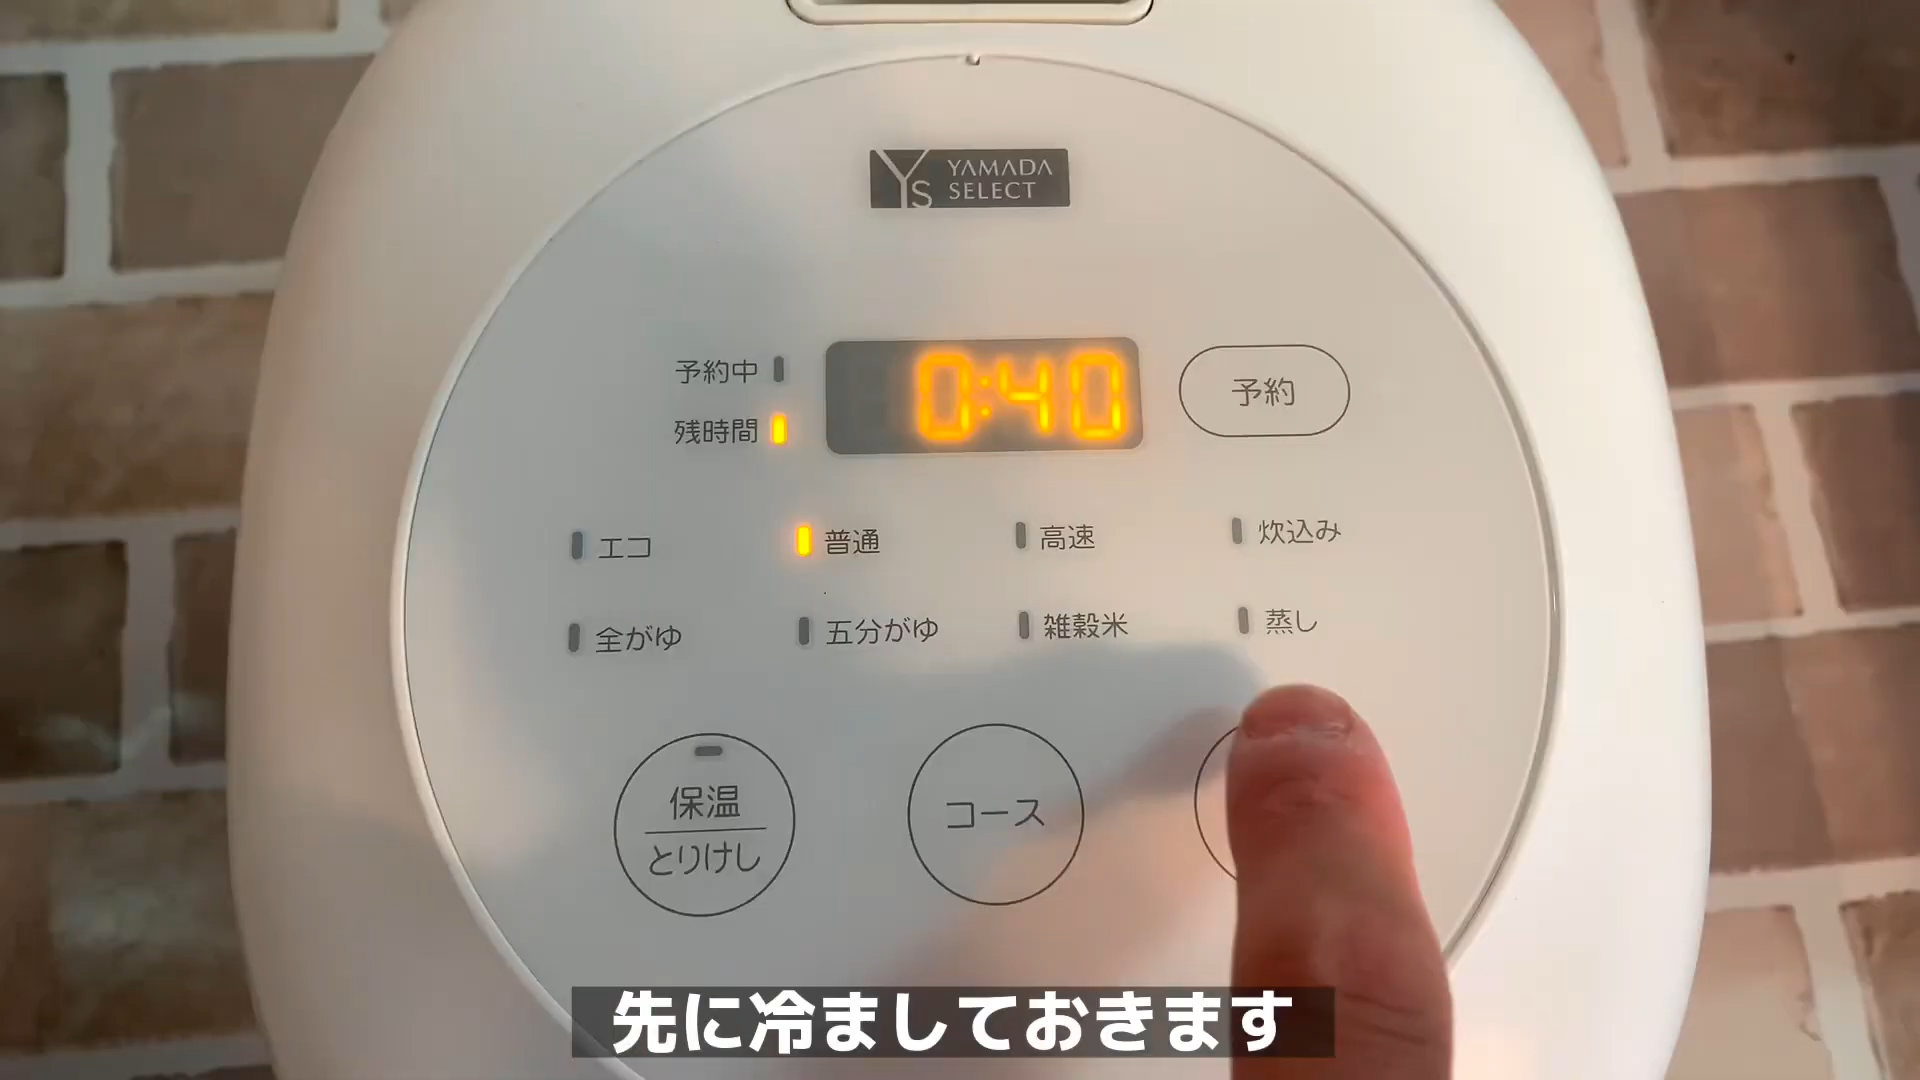 YS YAMADA
SELECT
予約中
0:40
予約
残時間
エコ
普通
高速
炊込み
全がゆ
五分がゆ
雑穀米
蒸し
保温
とりけし
コース
先に冷ましておきます